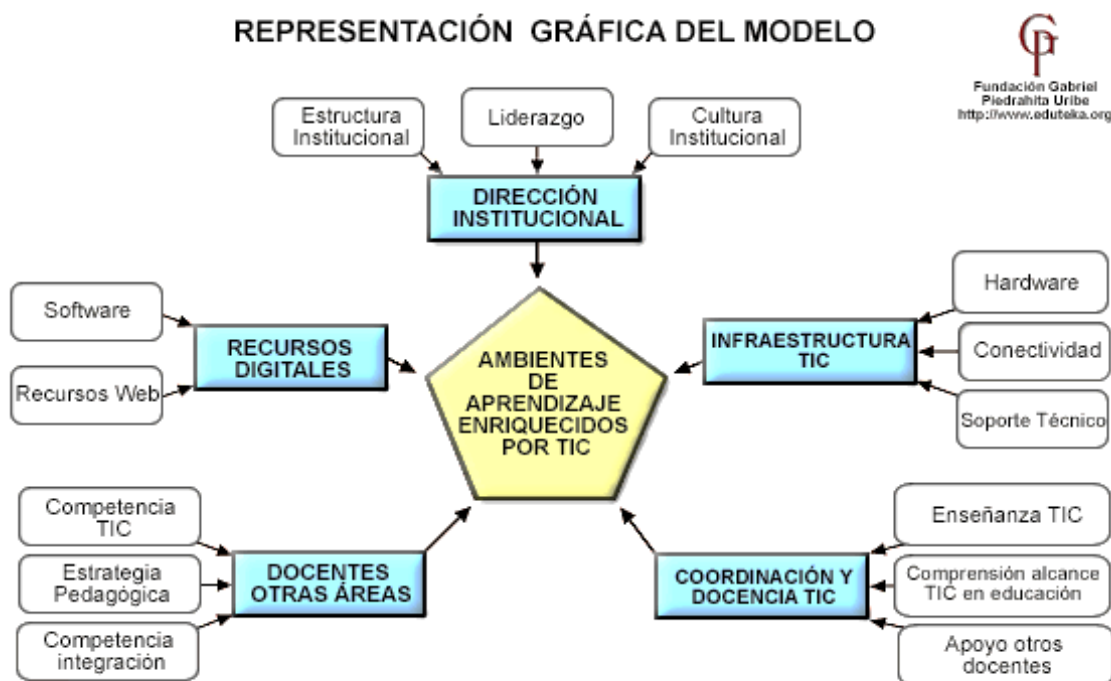 REPRESENTACIÓN GRÁFICA DEL MODELO
Fundación Gabriel
Piedrahita Uribe
http://www.eduteka.org
Estructura
Institucional
Liderazgo
Cultura
Institucional
DIRECCIÓN
INSTITUCIONAL
Software
Recursos Web
RECURSOS
DIGITALES
AMBIENTES
DE
APRENDIZAJE
ENRIQUECIDOS
POR TIC
INFRAESTRUCTURA
TIC
Hardware
Conectividad
Soporte Técnico
Competencia
TIC
Estrategia
Pedagógica
Competencia
integración
DOCENTES
OTRAS ÁREAS
COORDINACIÓN Y
DOCENCIA TIC
Enseñanza TIC
Comprensión alcance
TIC en educación
Apoyo otros
docentes